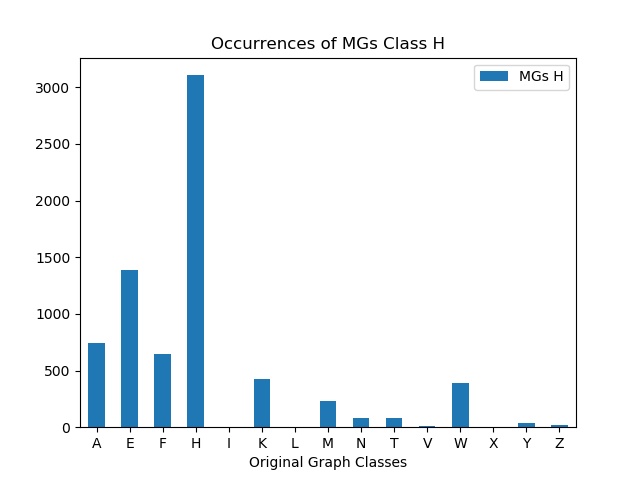 Occurrences of MGs Class H
MGs H
3000
2500
2000
1500
1000
500
0
A E F H I K L M N T V W X Y Z
Original Graph Classes